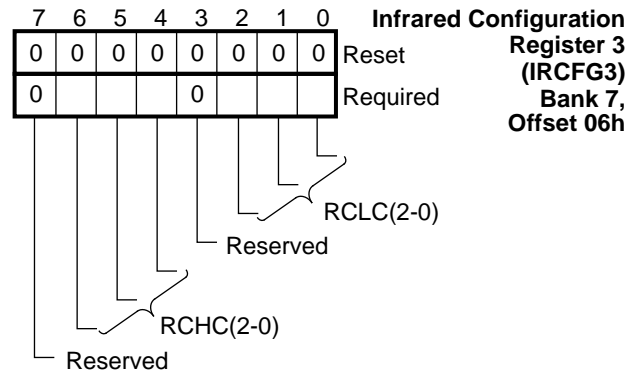 7 6 5 4 3 2 1 0
Infrared Configuration
Register 3
(IRCFG3)
Bank 7,
Offset 06h
0 0 0 0 0 0 0 0 Reset
0 0 Required
RCLC(2-0)
Reserved
RCHC(2-0)
Reserved